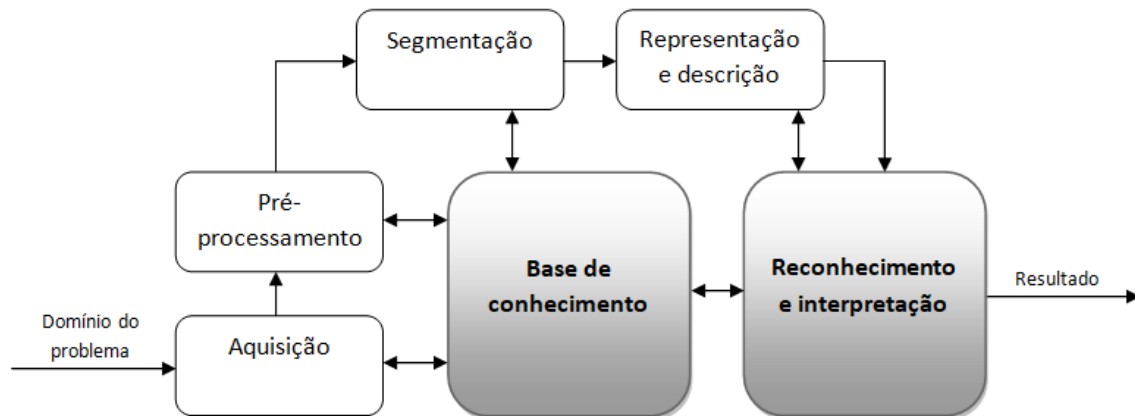 Segmentação
Representação
e descrição
Pré-
processamento
Base de
conhecimento
Reconhecimento
e interpretação
Resultado
Domínio do
problema
Aquisição